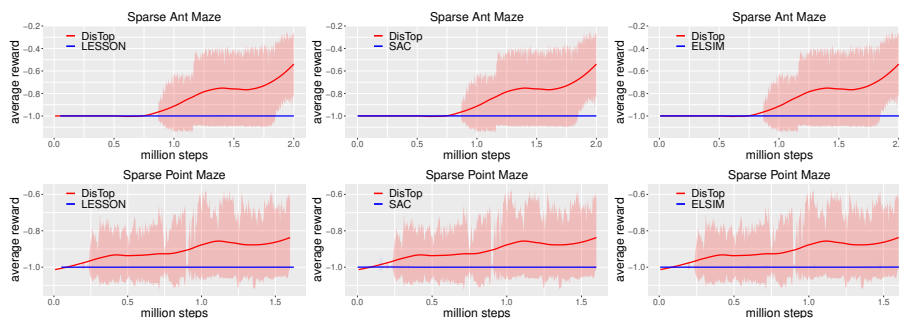 Sparse Ant Maze
DisTop
LESSON
average reward
-0.2
-0.4
-0.6
-0.8
-1.0
0.0 0.5 1.0 1.5 2.0
million steps
Sparse Ant Maze
DisTop
SAC
average reward
-0.2
-0.4
-0.6
-0.8
-1.0
0.0 0.5 1.0 1.5 2.0
million steps
Sparse Ant Maze
DisTop
ELSIM
average reward
-0.2
-0.4
-0.6
-0.8
-1.0
0.0 0.5 1.0 1.5 2.0
million steps
Sparse Point Maze
DisTop
LESSON
average reward
-0.6
-0.8
-1.0
0.0 0.5 1.0 1.5
million steps
Sparse Point Maze
DisTop
SAC
average reward
-0.6
-0.8
-1.0
0.0 0.5 1.0 1.5
million steps
Sparse Point Maze
DisTop
ELSIM
average reward
-0.6
-0.8
-1.0
0.0 0.5 1.0 1.5
million steps